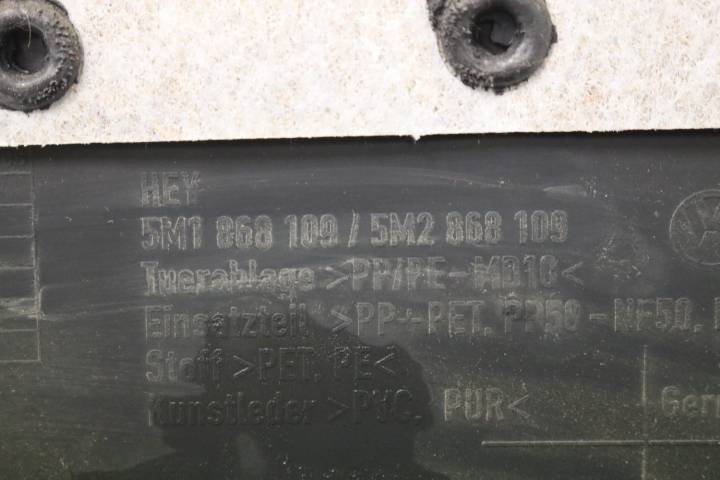 HEY
5M1 868 109 / 5M2 868 109
Tuerablage >PP/PE-MD10<
Einsatzteil >PP+PET. PP50-NF50.
Stoff >PET. PE<
Kunstleder >PVC. PUR<
Germ